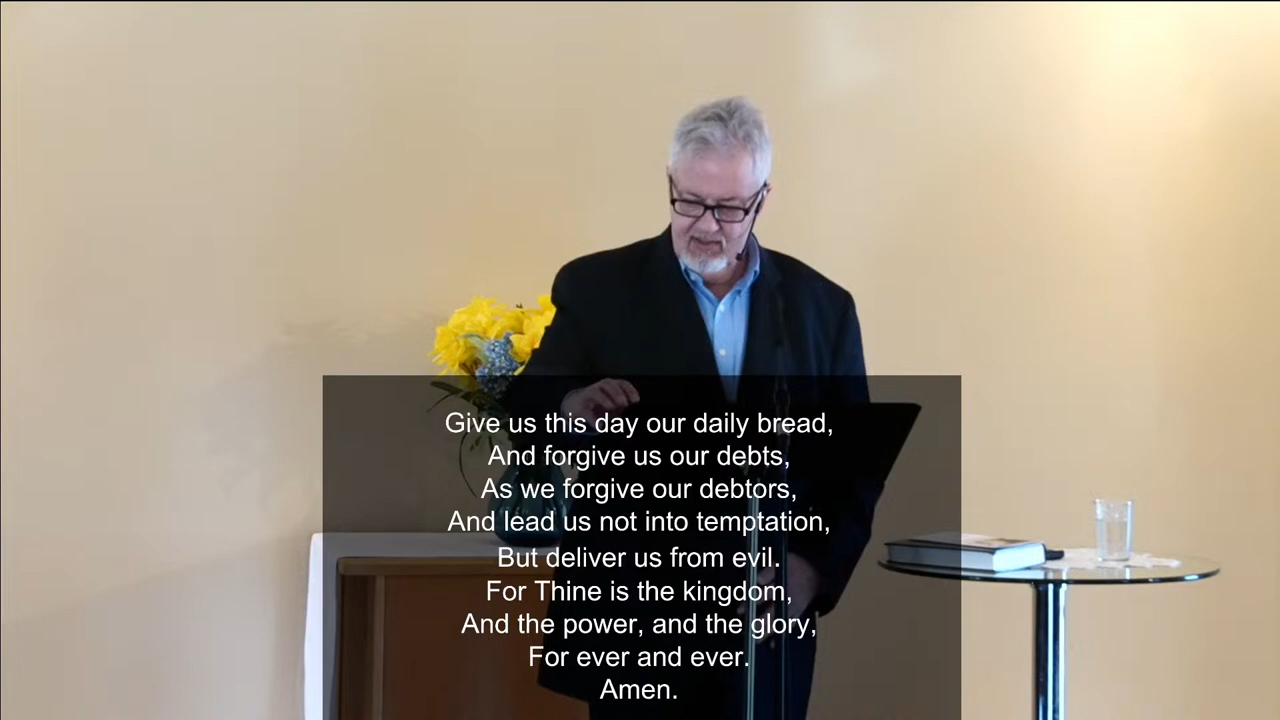 Give us this day our daily bread,
And forgive us our debts,
As we forgive our debtors,
And lead us not into temptation,
But deliver us from evil.
For Thine is the kingdom,
And the power, and the glory,
For ever and ever.
Amen.